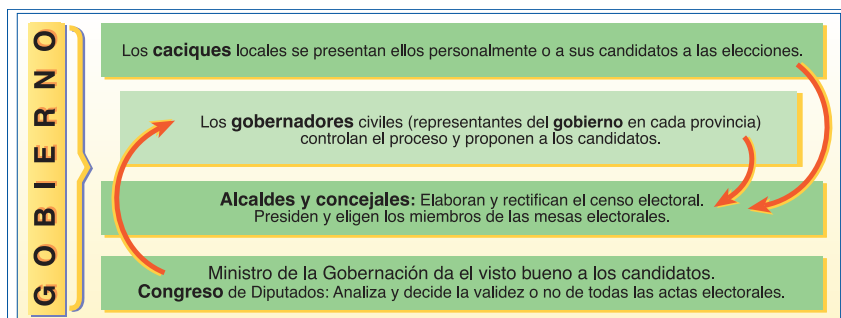 GOBIERNO
Los caciques locales se presentan ellos personalmente o a sus candidatos a las elecciones.
Los gobernadores civiles (representantes del gobierno en cada provincia)
controlan el proceso y proponen a los candidatos.
Alcaldes y concejales: Elaboran y rectifican el censo electoral.
Presiden y eligen los miembros de las mesas electorales.
Ministro de la Gobernación da el visto bueno a los candidatos.
Congreso de Diputados: Analiza y decide la validez o no de todas las actas electorales.